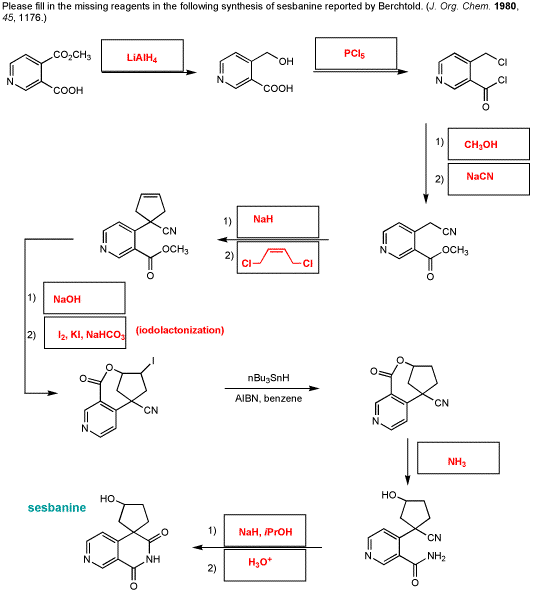 Please fill in the missing reagents in the following synthesis of sesbanine reported by Berchtold. (J. Org. Chem. 1980,
45, 1176.)
CO₂CH₃
N
COOH
LiAlH₄
OH
N
COOH
PCl₅
Cl
N
Cl
O
1) CH₃OH
2) NaCN
CN
N
OCH₃
O
1) NaH
2) Cl Cl
CN
N
OCH₃
O
1) NaOH
2) I₂, KI, NaHCO₃ (iodolactonization)
O
I
O
CN
N
nBu₃SnH
AIBN, benzene
O
O
CN
N
NH₃
HO
CN
N
NH₂
O
1) NaH, iPrOH
2) H₃O⁺
sesbanine
HO
O
N
NH
O